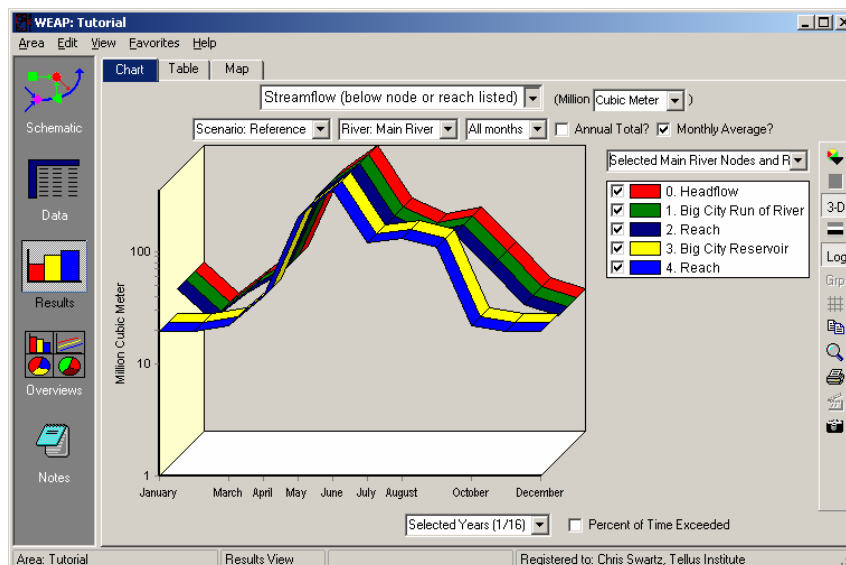 WEAP: Tutorial
Area Edit View Favorites Help
Chart Table Map
Streamflow (below node or reach listed) (Million Cubic Meter )
Scenario: Reference River: Main River All months Annual Total? Monthly Average?
Selected Main River Nodes and R
0. Headflow
1. Big City Run of River
2. Reach
3. Big City Reservoir
4. Reach
Schematic
Data
Results
Overviews
Notes
3-D
Log
Grp
Million Cubic Meter
100
10
1
January March April May June July August October December
Selected Years (1/16) Percent of Time Exceeded
Area: Tutorial Results View Registered to: Chris Swartz, Tellus Institute